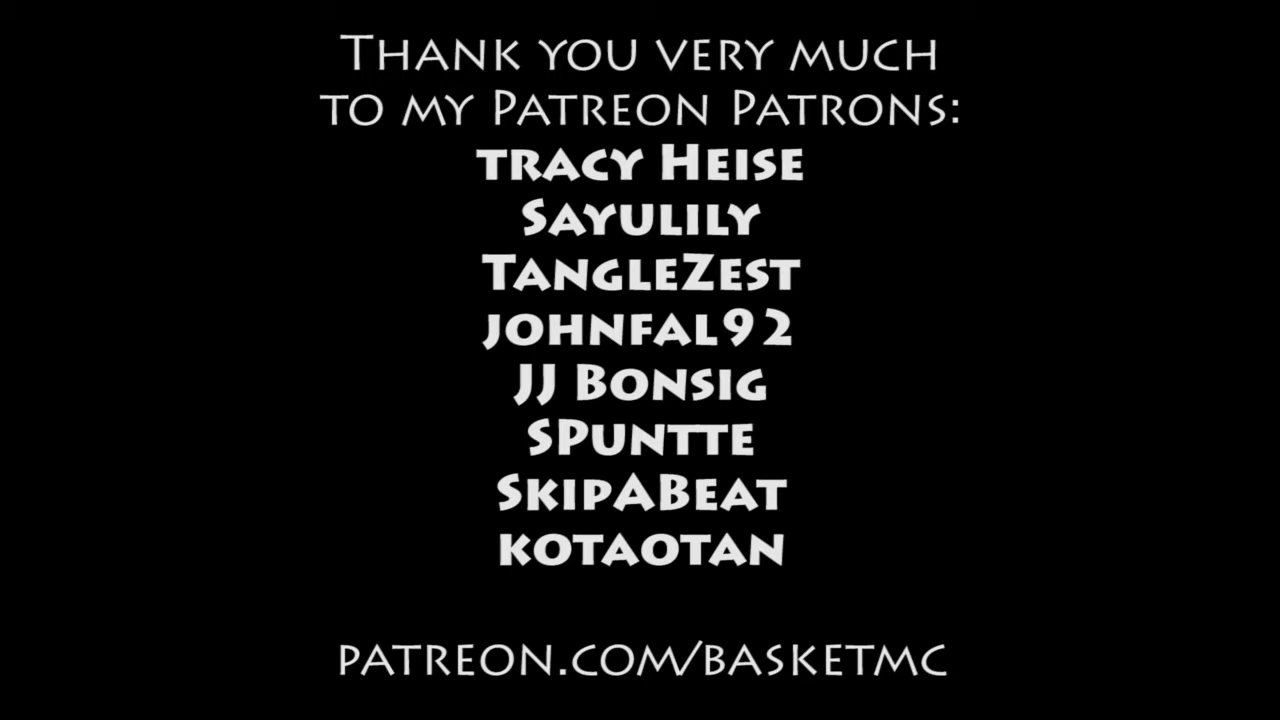 Thank you very much
to my Patreon Patrons:
tracy Heise
Sayulily
TangleZest
johnfal92
JJ Bonsig
SPuntte
SkipABeat
kotaotan
patreon.com/basketmc